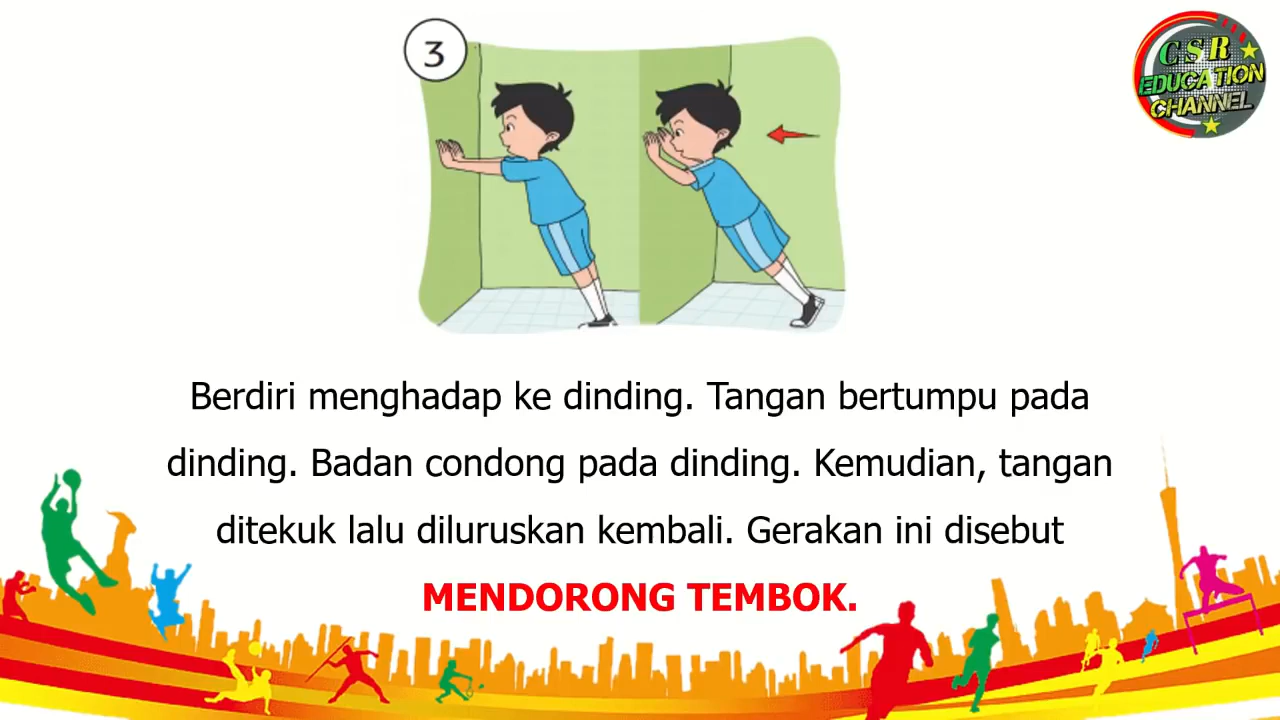 3
CSR
EDUCATION
CHANNEL
Berdiri menghadap ke dinding. Tangan bertumpu pada
dinding. Badan condong pada dinding. Kemudian, tangan
ditekuk lalu diluruskan kembali. Gerakan ini disebut
MENDORONG TEMBOK.